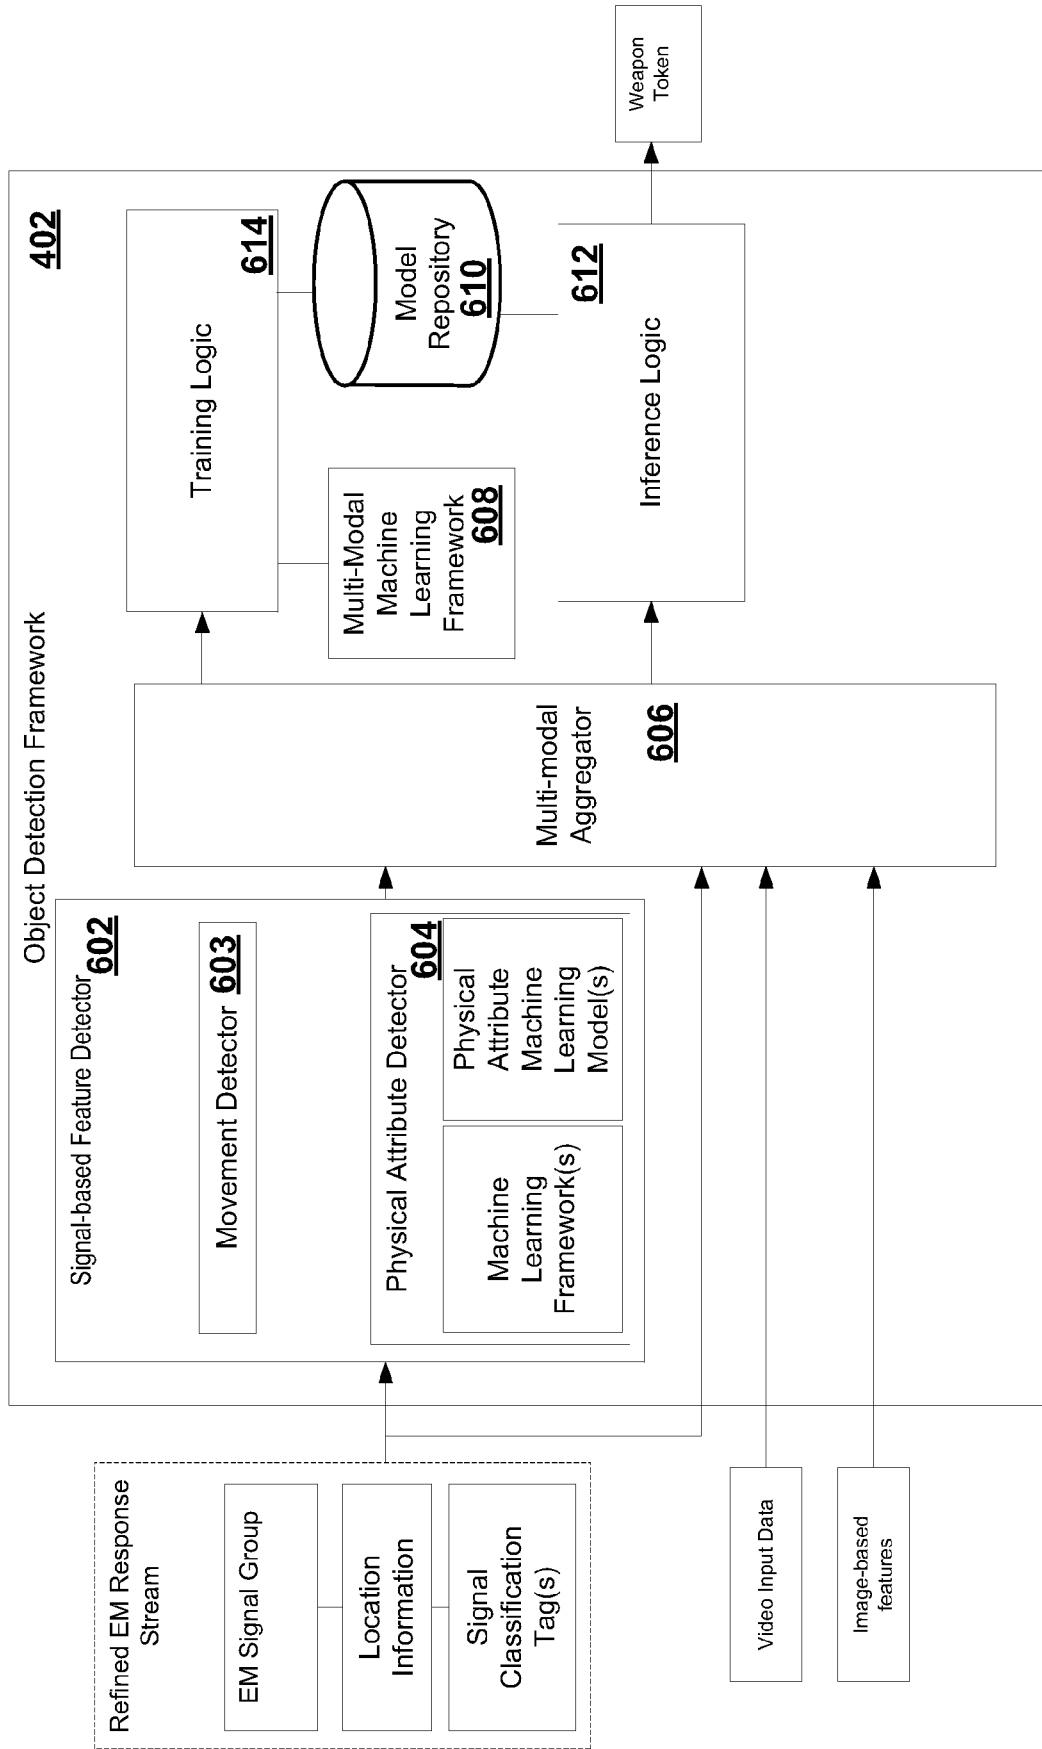 Object Detection Framework
402
Refined EM Response
Stream
EM Signal Group
Location
Information
Signal
Classification
Tag(s)
Video Input Data
Image-based
features
Signal-based Feature Detector
602
Movement Detector 603
Physical Attribute Detector
604
Machine
Learning
Framework(s)
Physical
Attribute
Machine
Learning
Model(s)
Multi-modal
Aggregator
606
Training Logic
614
Multi-Modal
Machine
Learning
Framework
608
Model
Repository
610
612
Inference Logic
Weapon
Token